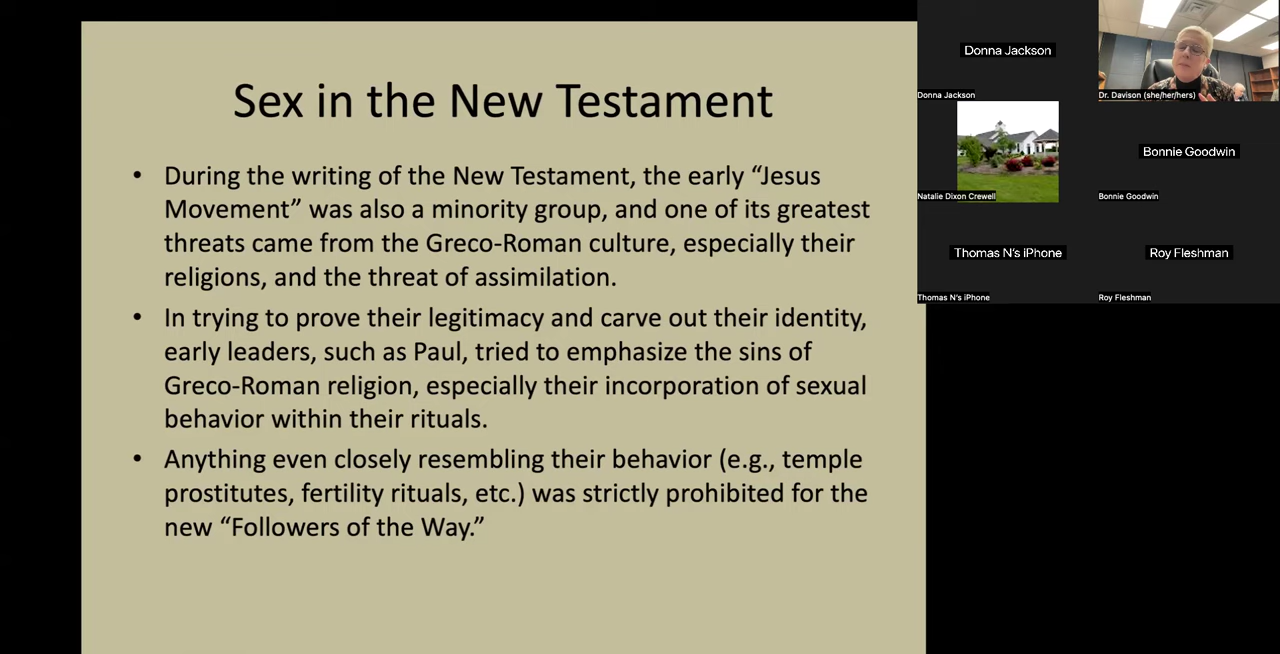 Sex in the New Testament
• During the writing of the New Testament, the early “Jesus
Movement” was also a minority group, and one of its greatest
threats came from the Greco-Roman culture, especially their
religions, and the threat of assimilation.
• In trying to prove their legitimacy and carve out their identity,
early leaders, such as Paul, tried to emphasize the sins of
Greco-Roman religion, especially their incorporation of sexual
behavior within their rituals.
• Anything even closely resembling their behavior (e.g., temple
prostitutes, fertility rituals, etc.) was strictly prohibited for the
new “Followers of the Way.”
Donna Jackson
Donna Jackson
Dr. Davison (she/her/hers)
Natalie Dixon Crewell
Bonnie Goodwin
Bonnie Goodwin
Thomas N’s iPhone
Thomas N’s iPhone
Roy Fleshman
Roy Fleshman